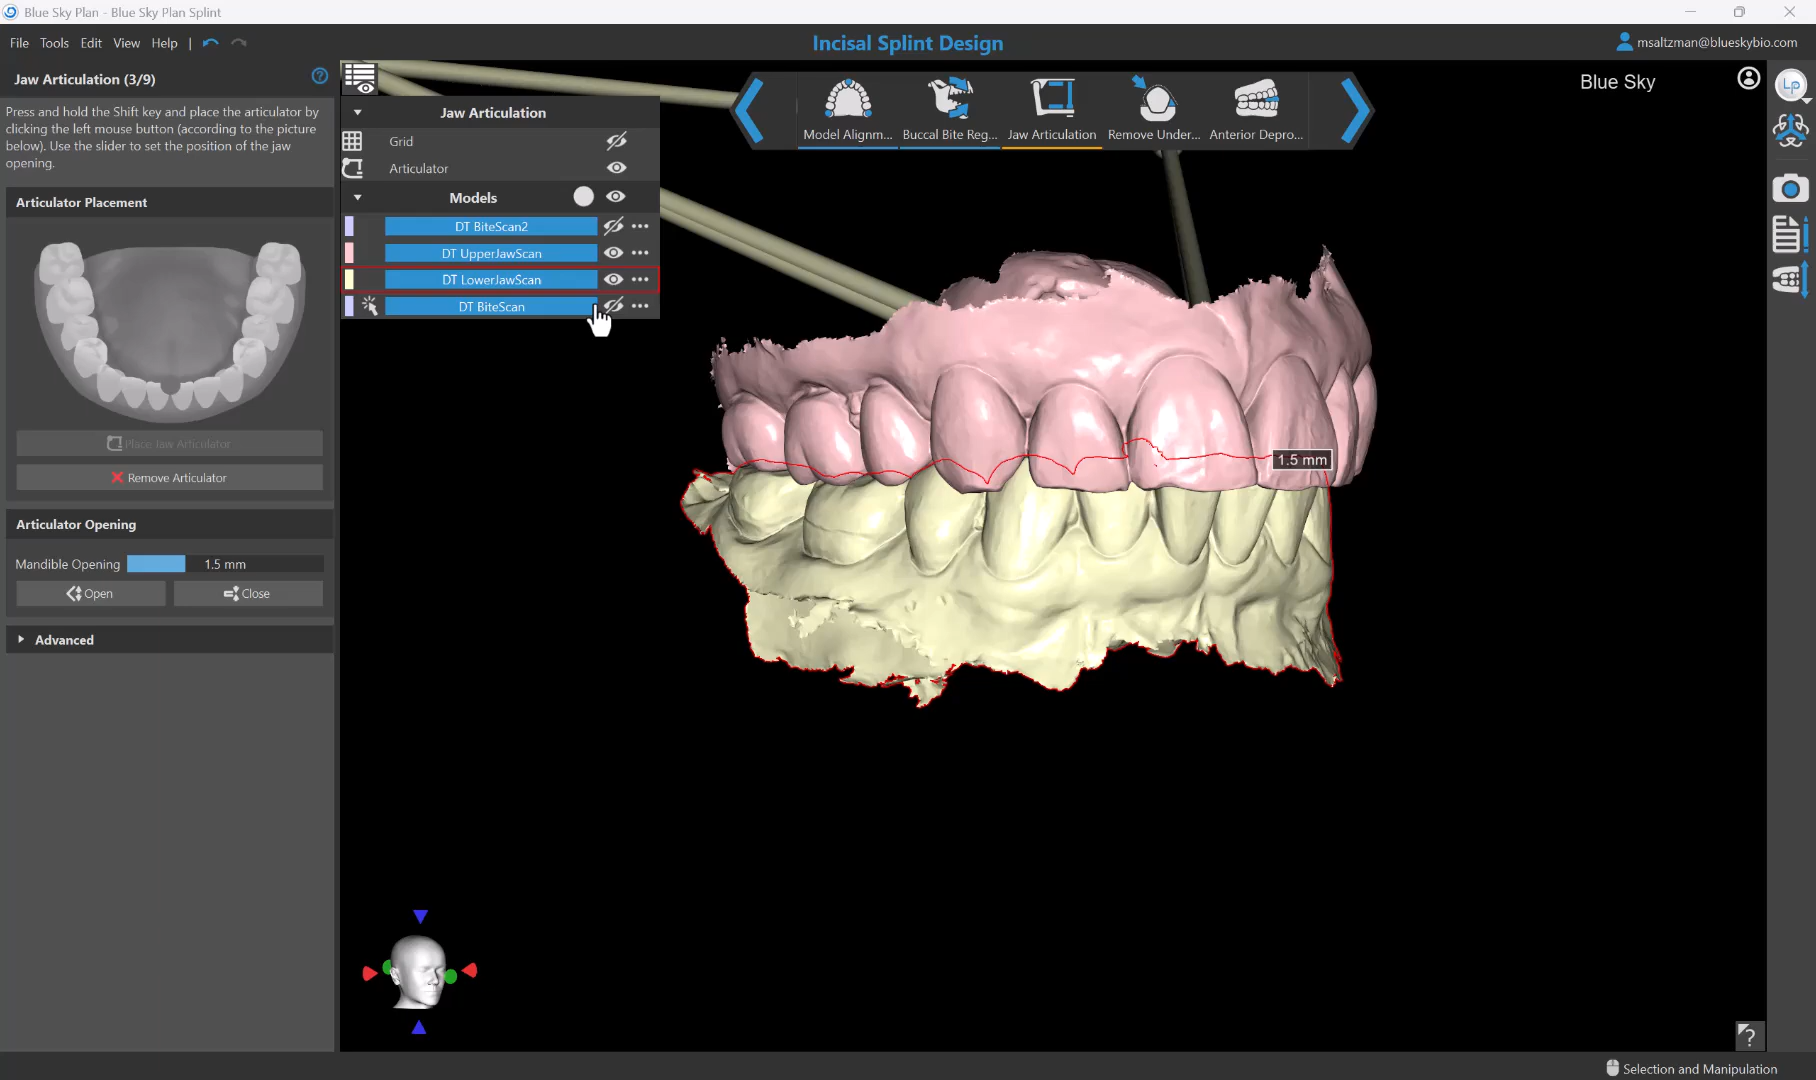 Blue Sky Plan - Blue Sky Plan Splint
File Tools Edit View Help
Incisal Splint Design
msaltzman@blueskybio.com
Jaw Articulation (3/9)
Press and hold the Shift key and place the articulator by
clicking the left mouse button (according to the picture
below). Use the slider to set the position of the jaw
opening.
Articulator Placement
Place Jaw Articulator
Remove Articulator
Articulator Opening
Mandible Opening 1.5 mm
Open Close
Advanced
Jaw Articulation
Grid
Articulator
Models
DT BiteScan2
DT UpperJawScan
DT LowerJawScan
DT BiteScan
Model Alignm... Buccal Bite Reg... Jaw Articulation Remove Under... Anterior Depro...
Blue Sky
Lp
1.5 mm
?
Selection and Manipulation